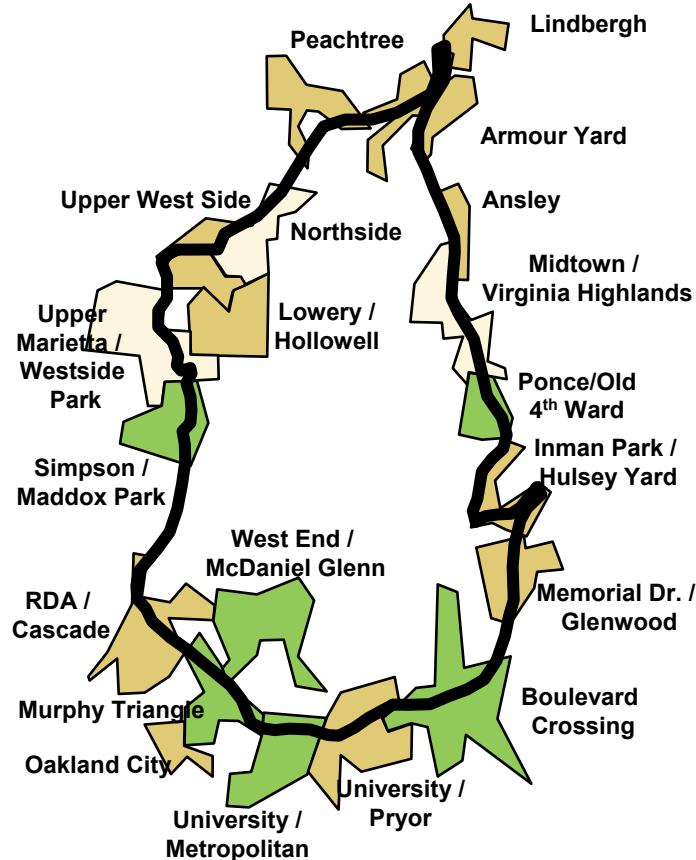 Lindbergh
Peachtree
Armour Yard
Upper West Side
Ansley
Northside
Midtown /
Virginia Highlands
Upper
Marietta /
Westside
Park
Lowery /
Hollowell
Ponce/Old
4th Ward
Inman Park /
Hulsey Yard
Simpson /
Maddox Park
West End /
McDaniel Glenn
RDA /
Cascade
Memorial Dr. /
Glenwood
Murphy Triangle
Boulevard
Crossing
Oakland City
University /
Pryor
University /
Metropolitan